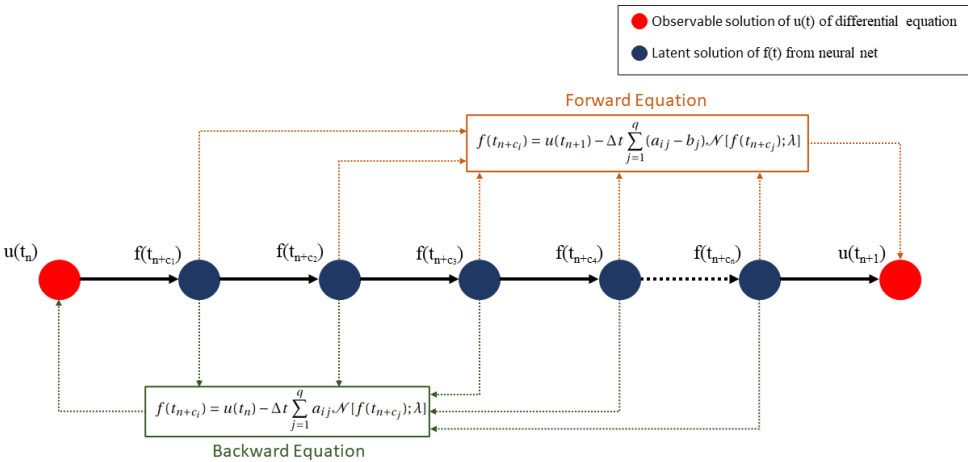 Observable solution of u(t) of differential equation
Latent solution of f(t) from neural net
Forward Equation
f(t_{n+c_i}) = u(t_{n+1}) − Δt ∑_{j=1}^{q} (a_{ij} − b_j) 𝒩[f(t_{n+c_j}); λ]
u(t_n) f(t_{n+c_1}) f(t_{n+c_2}) f(t_{n+c_3}) f(t_{n+c_4}) f(t_{n+c_n}) u(t_{n+1})
f(t_{n+c_i}) = u(t_n) − Δt ∑_{j=1}^{q} a_{ij} 𝒩[f(t_{n+c_j}); λ]
Backward Equation